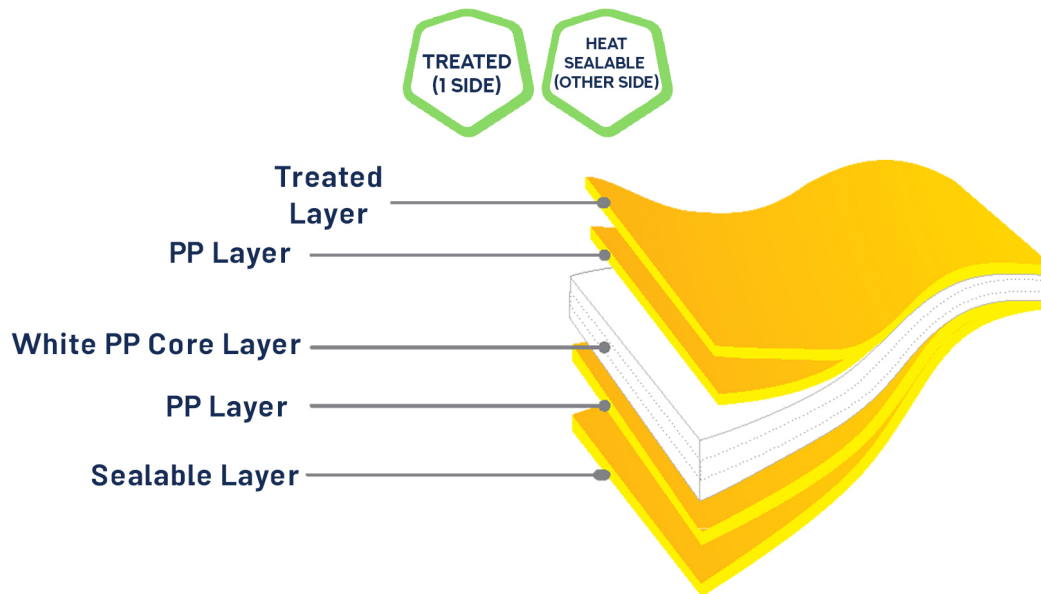 TREATED
(1 SIDE)
HEAT
SEALABLE
(OTHER SIDE)
Treated
Layer
PP Layer
White PP Core Layer
PP Layer
Sealable Layer